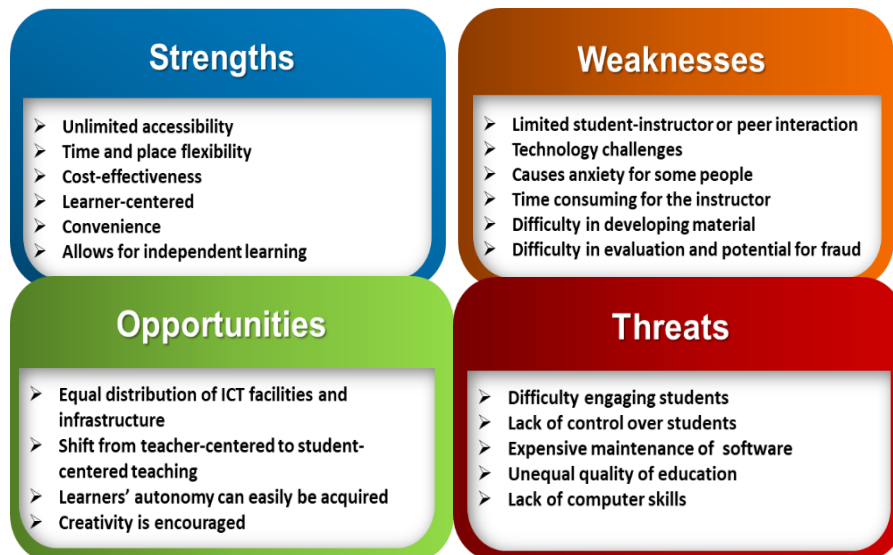 Strengths
➢ Unlimited accessibility
➢ Time and place flexibility
➢ Cost-effectiveness
➢ Learner-centered
➢ Convenience
➢ Allows for independent learning
Weaknesses
➢ Limited student-instructor or peer interaction
➢ Technology challenges
➢ Causes anxiety for some people
➢ Time consuming for the instructor
➢ Difficulty in developing material
➢ Difficulty in evaluation and potential for fraud
Opportunities
➢ Equal distribution of ICT facilities and
infrastructure
➢ Shift from teacher-centered to student-
centered teaching
➢ Learners’ autonomy can easily be acquired
➢ Creativity is encouraged
Threats
➢ Difficulty engaging students
➢ Lack of control over students
➢ Expensive maintenance of software
➢ Unequal quality of education
➢ Lack of computer skills